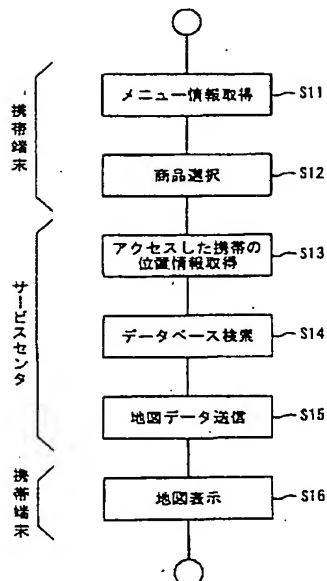 携帯端末
メニュー情報取得 S11
商品選択 S12
サービスセンタ
アクセスした携帯の
位置情報取得 S13
データベース検索 S14
地図データ送信 S15
携帯端末
地図表示 S16